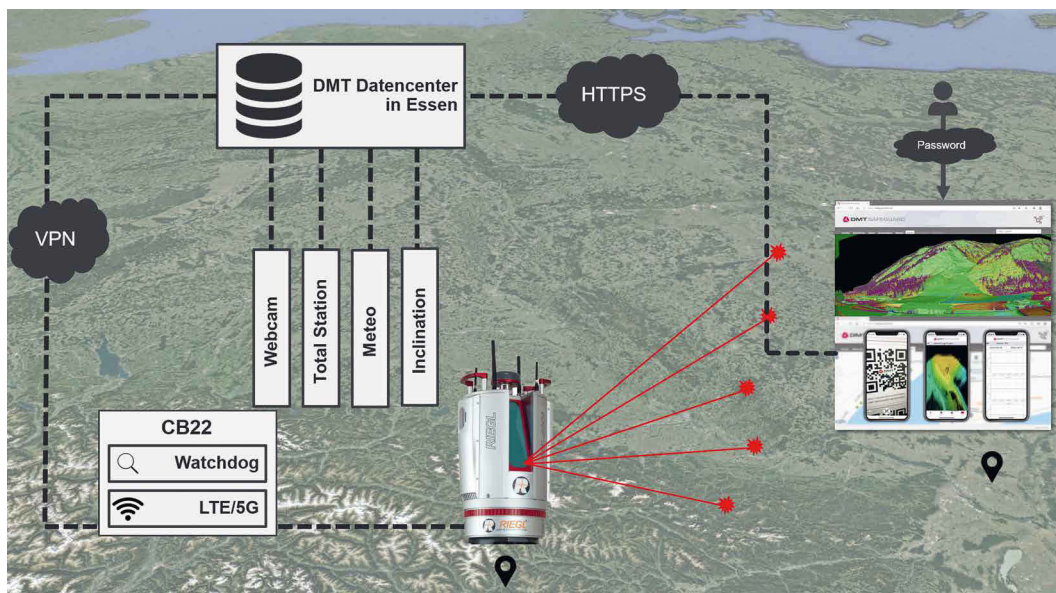 DMT Datencenter
in Essen
HTTPS
Password
VPN
DMT SAFEGUARD
Webcam
Total Station
Meteo
Inclination
RIEGL
CB22
Watchdog
LTE/5G
RIEGL